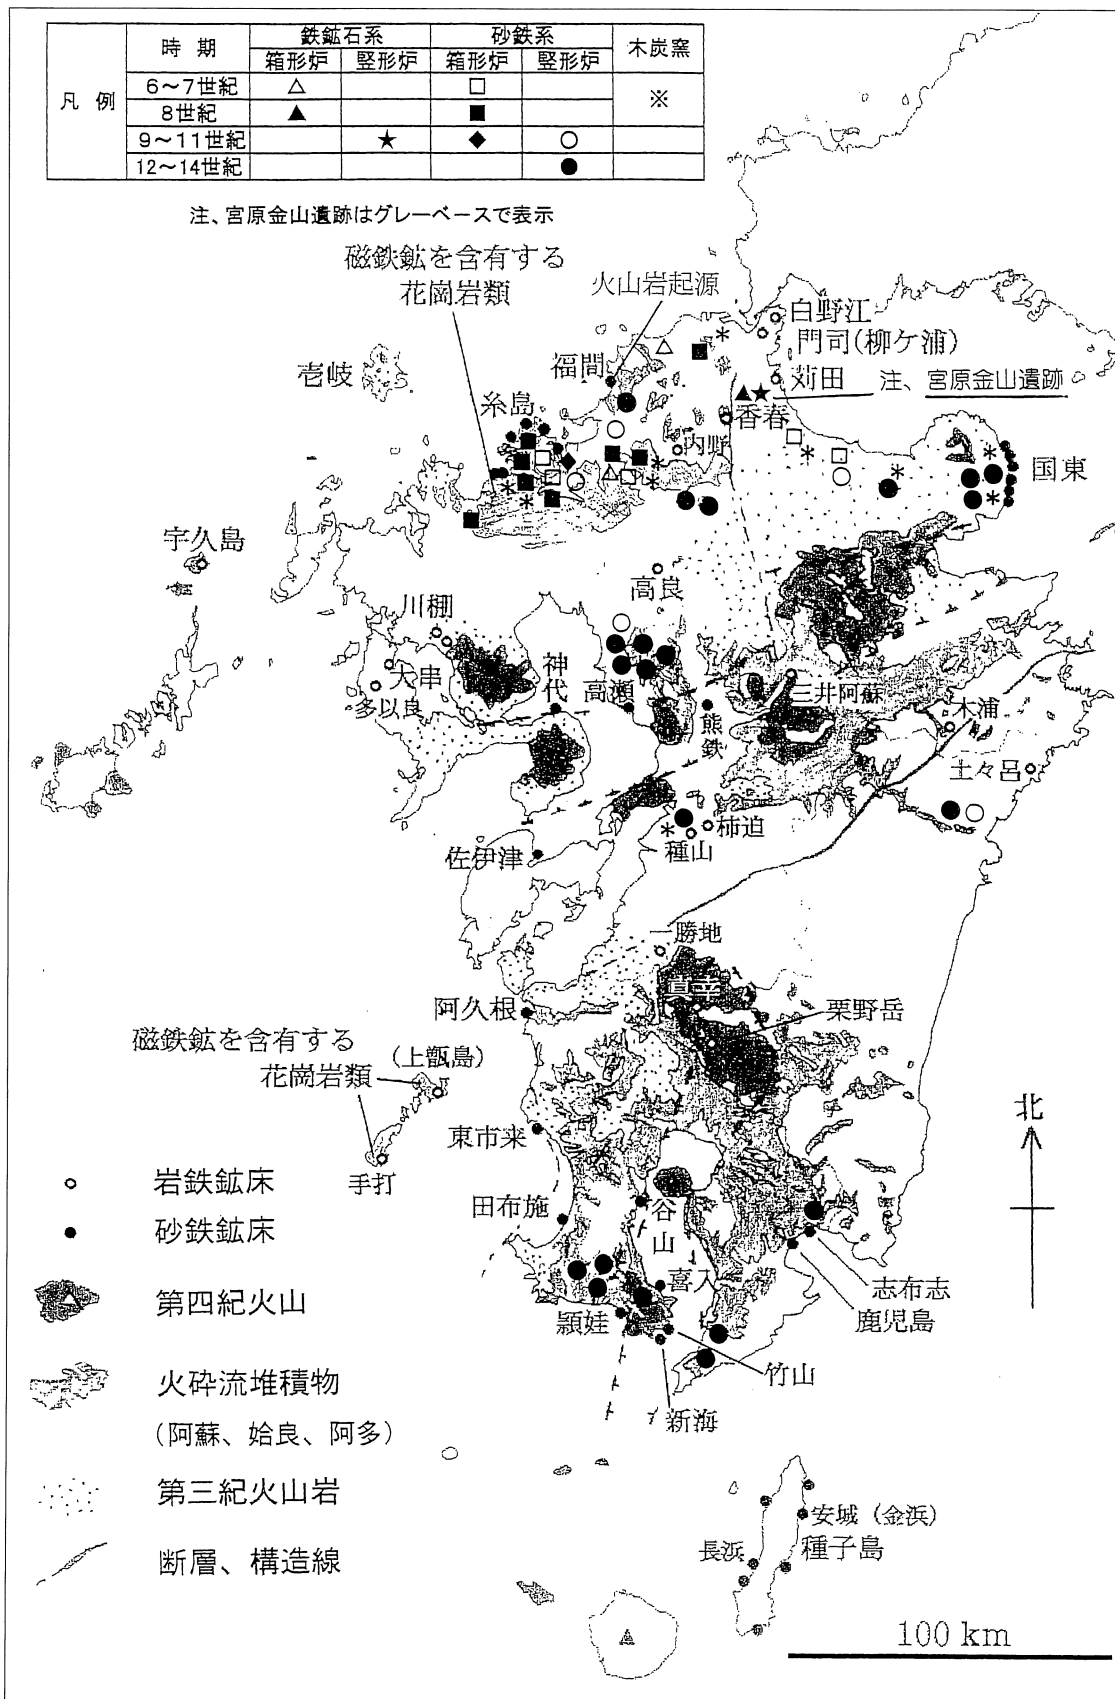 凡 例
時 期
鉄鉱石系
砂鉄系
木炭窯
箱形炉
竪形炉
箱形炉
竪形炉
6～7世紀 △ □ ※
8世紀 ▲ ■
9～11世紀 ★ ◆ ○
12～14世紀 ●
注、宮原金山遺跡はグレーベースで表示
磁鉄鉱を含有する
花崗岩類
火山岩起源
白野江
門司(柳ケ浦)
福間
壱岐
苅田 注、宮原金山遺跡
糸島
香春
内野
国東
宇久島
高良
川棚
大串
多以良
神代
高瀬
三井阿蘇
熊鉄
木浦
土々呂
柿迫
種山
佐伊津
一勝地
真幸
阿久根
栗野岳
磁鉄鉱を含有する
花崗岩類
(上甑島)
北
東市来
手打
岩鉄鉱床
田布施
谷山
砂鉄鉱床
喜入
志布志
鹿児島
第四紀火山
頴娃
竹山
火砕流堆積物
新海
(阿蘇、姶良、阿多)
第三紀火山岩
安城（金浜）
長浜
種子島
断層、構造線
100 km